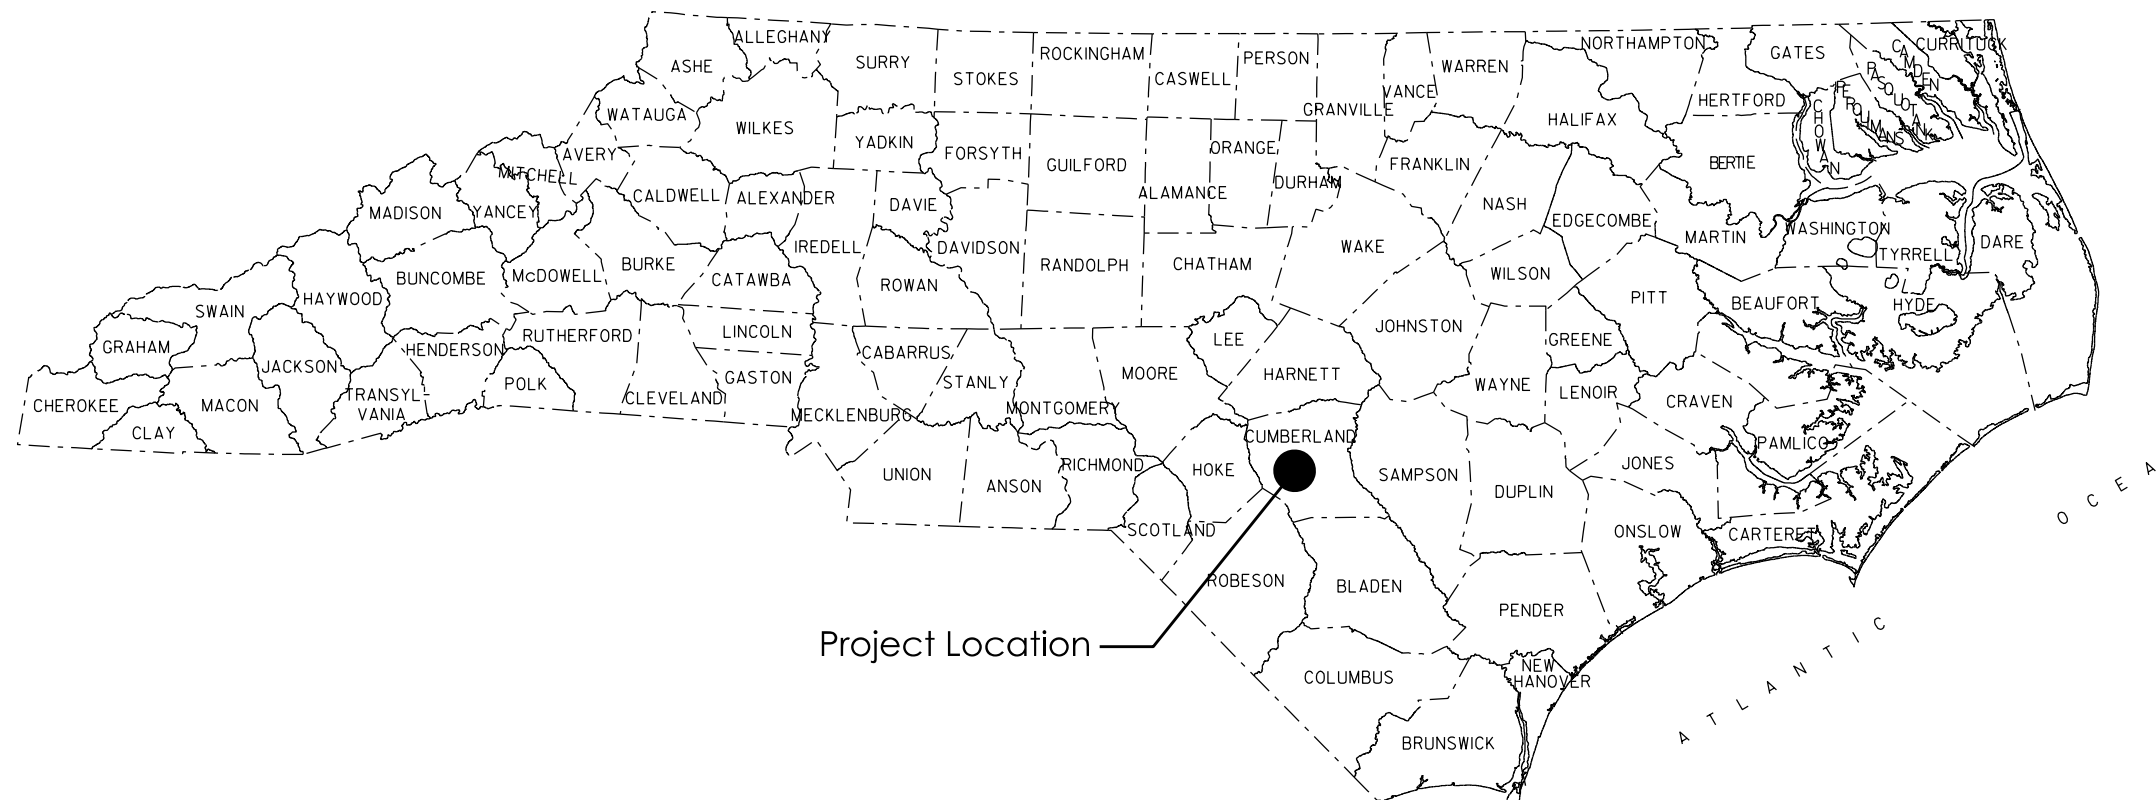 ALLEGHANY
ASHE
SURRY
STOKES
ROCKINGHAM
CASWELL
PERSON
GRANVILLE
VANCE
WARREN
NORTHAMPTON
GATES
CAMDEN
CURRITUCK
PASQUOTANK
PERQUIMANS
CHOWAN
HERTFORD
HALIFAX
WATAUGA
WILKES
YADKIN
FORSYTH
GUILFORD
ALAMANCE
ORANGE
DURHAM
FRANKLIN
BERTIE
AVERY
MITCHELL
CALDWELL
ALEXANDER
DAVIE
NASH
EDGECOMBE
MADISON
YANCEY
IREDELL
DAVIDSON
RANDOLPH
CHATHAM
WAKE
MARTIN
WASHINGTON
TYRRELL
DARE
BUNCOMBE
McDOWELL
BURKE
CATAWBA
ROWAN
WILSON
PITT
BEAUFORT
HYDE
SWAIN
HAYWOOD
RUTHERFORD
LINCOLN
CABARRUS
LEE
JOHNSTON
GREENE
GRAHAM
JACKSON
HENDERSON
POLK
CLEVELAND
GASTON
STANLY
MOORE
HARNETT
WAYNE
LENOIR
CRAVEN
CHEROKEE
MACON
CLAY
TRANSYL-
VANIA
MECKLENBURG
MONTGOMERY
CUMBERLAND
PAMLICO
UNION
ANSON
RICHMOND
HOKE
SAMPSON
DUPLIN
JONES
SCOTLAND
ONSLOW
CARTERET
ROBESON
BLADEN
PENDER
Project Location
COLUMBUS
NEW
HANOVER
BRUNSWICK
ATLANTIC
OCEA